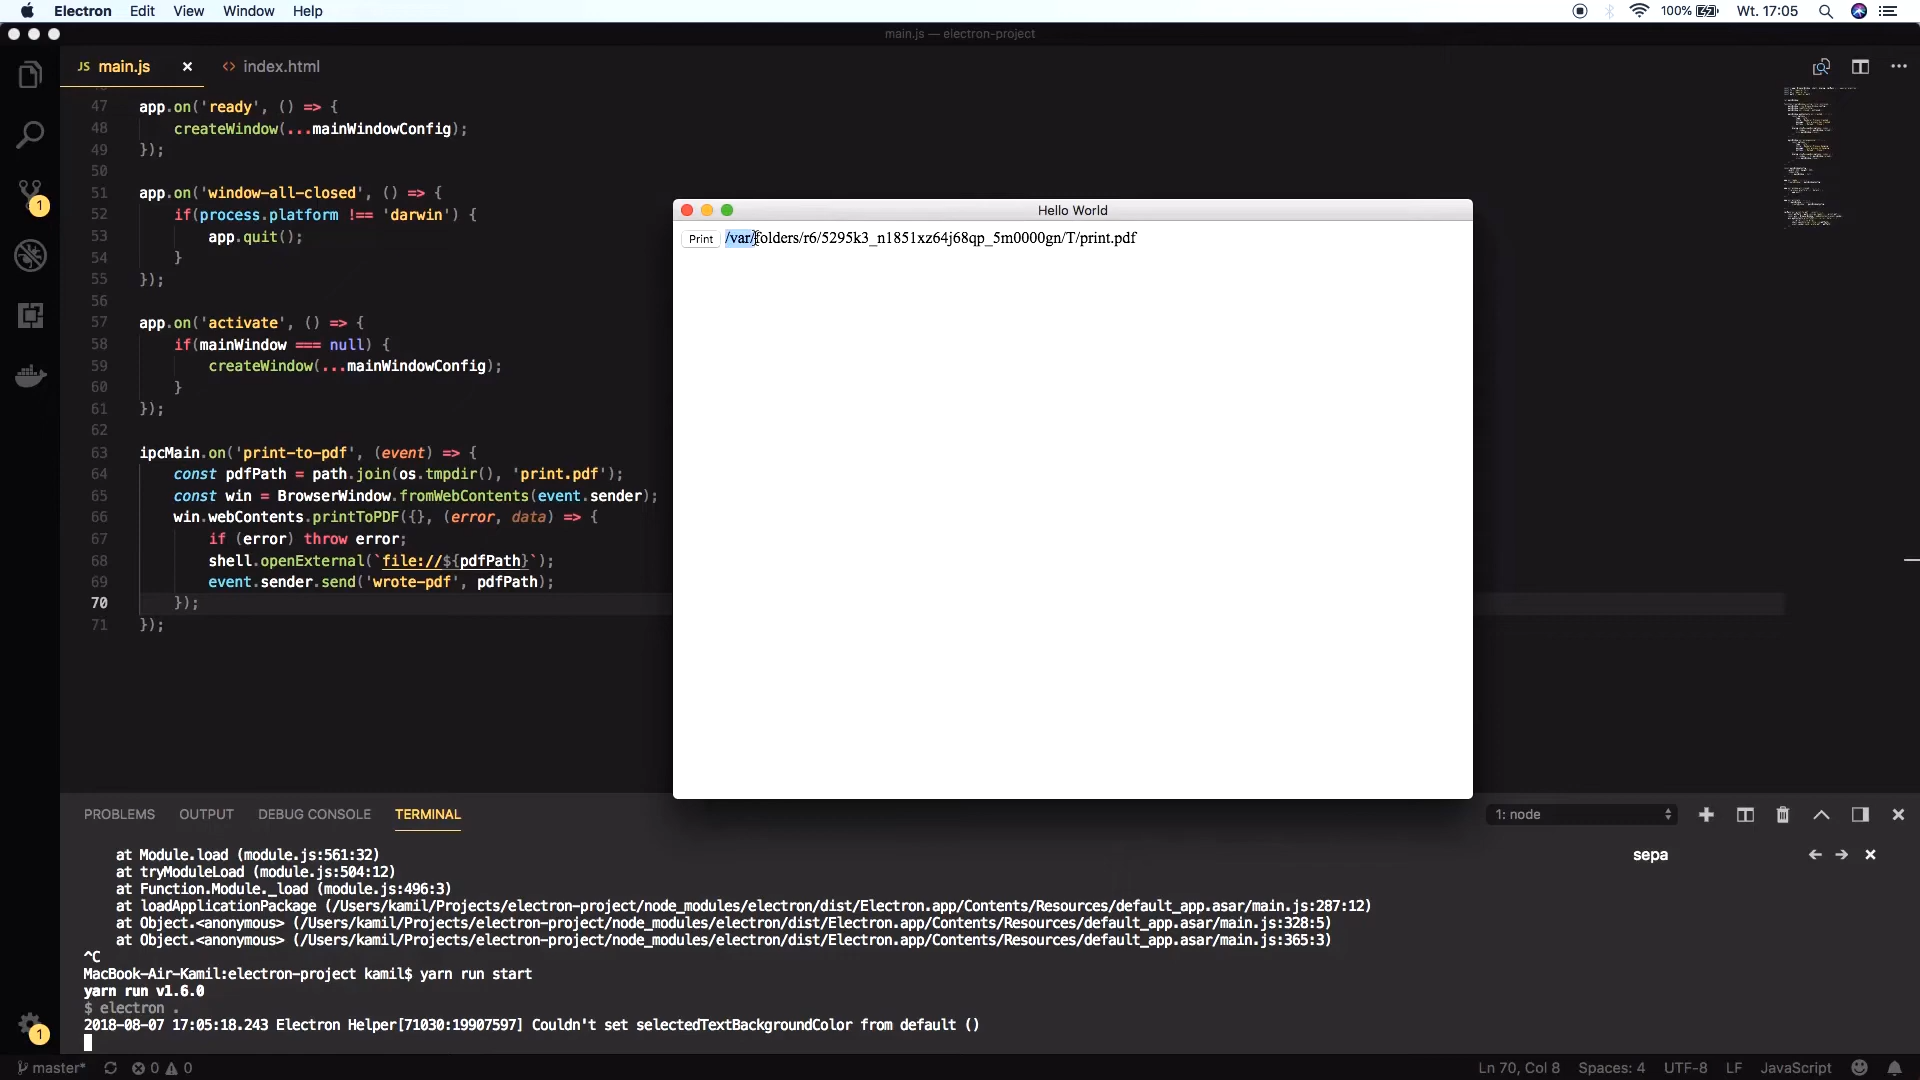 Electron Edit View Window Help 100% Wt. 17:05
main.js — electron-project
JS main.js × <> index.html
47 app.on('ready', () => {
48 createWindow(...mainWindowConfig);
49 });
50
51 app.on('window-all-closed', () => {
52 if(process.platform !== 'darwin') {
53 app.quit();
54 }
55 });
56
57 app.on('activate', () => {
58 if(mainWindow === null) {
59 createWindow(...mainWindowConfig);
60 }
61 });
62
63 ipcMain.on('print-to-pdf', (event) => {
64 const pdfPath = path.join(os.tmpdir(), 'print.pdf');
65 const win = BrowserWindow.fromWebContents(event.sender);
66 win.webContents.printToPDF({}, (error, data) => {
67 if (error) throw error;
68 shell.openExternal(`file://${pdfPath}`);
69 event.sender.send('wrote-pdf', pdfPath);
70 });
71 });
1
1
Hello World
Print /var/folders/r6/5295k3_n1851xz64j68qp_5m0000gn/T/print.pdf
PROBLEMS OUTPUT DEBUG CONSOLE TERMINAL 1: node
sepa
at Module.load (module.js:561:32)
at tryModuleLoad (module.js:504:12)
at Function.Module._load (module.js:496:3)
at loadApplicationPackage (/Users/kamil/Projects/electron-project/node_modules/electron/dist/Electron.app/Contents/Resources/default_app.asar/main.js:287:12)
at Object.<anonymous> (/Users/kamil/Projects/electron-project/node_modules/electron/dist/Electron.app/Contents/Resources/default_app.asar/main.js:328:5)
at Object.<anonymous> (/Users/kamil/Projects/electron-project/node_modules/electron/dist/Electron.app/Contents/Resources/default_app.asar/main.js:365:3)
^C
MacBook-Air-Kamil:electron-project kamil$ yarn run start
yarn run v1.6.0
$ electron .
2018-08-07 17:05:18.243 Electron Helper[71030:19907597] Couldn't set selectedTextBackgroundColor from default ()
master* 0 0 Ln 70, Col 8 Spaces: 4 UTF-8 LF JavaScript